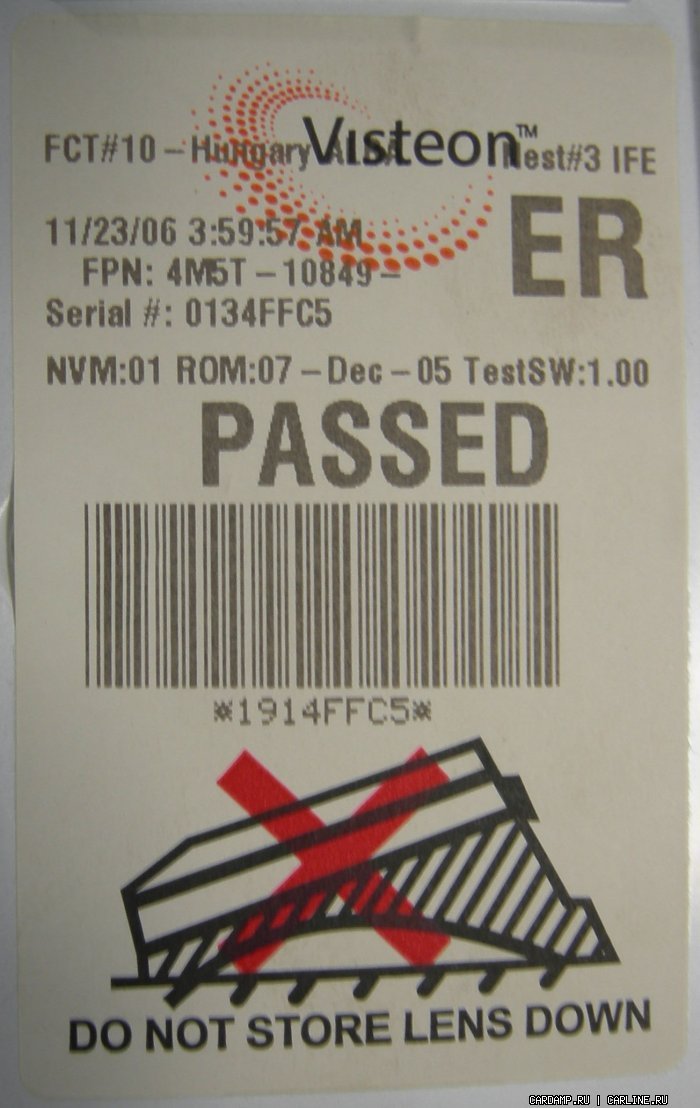 Visteon™
FCT#10 – Hungary Nest#3 IFE
ER
11/23/06 3:59:57 AM
FPN: 4M5T – 10849 –
Serial #: 0134FFC5
NVM:01 ROM:07 – Dec – 05 TestSW:1.00
PASSED
*1914FFC5*
DO NOT STORE LENS DOWN
CARDAMP.RU | CARLINE.RU